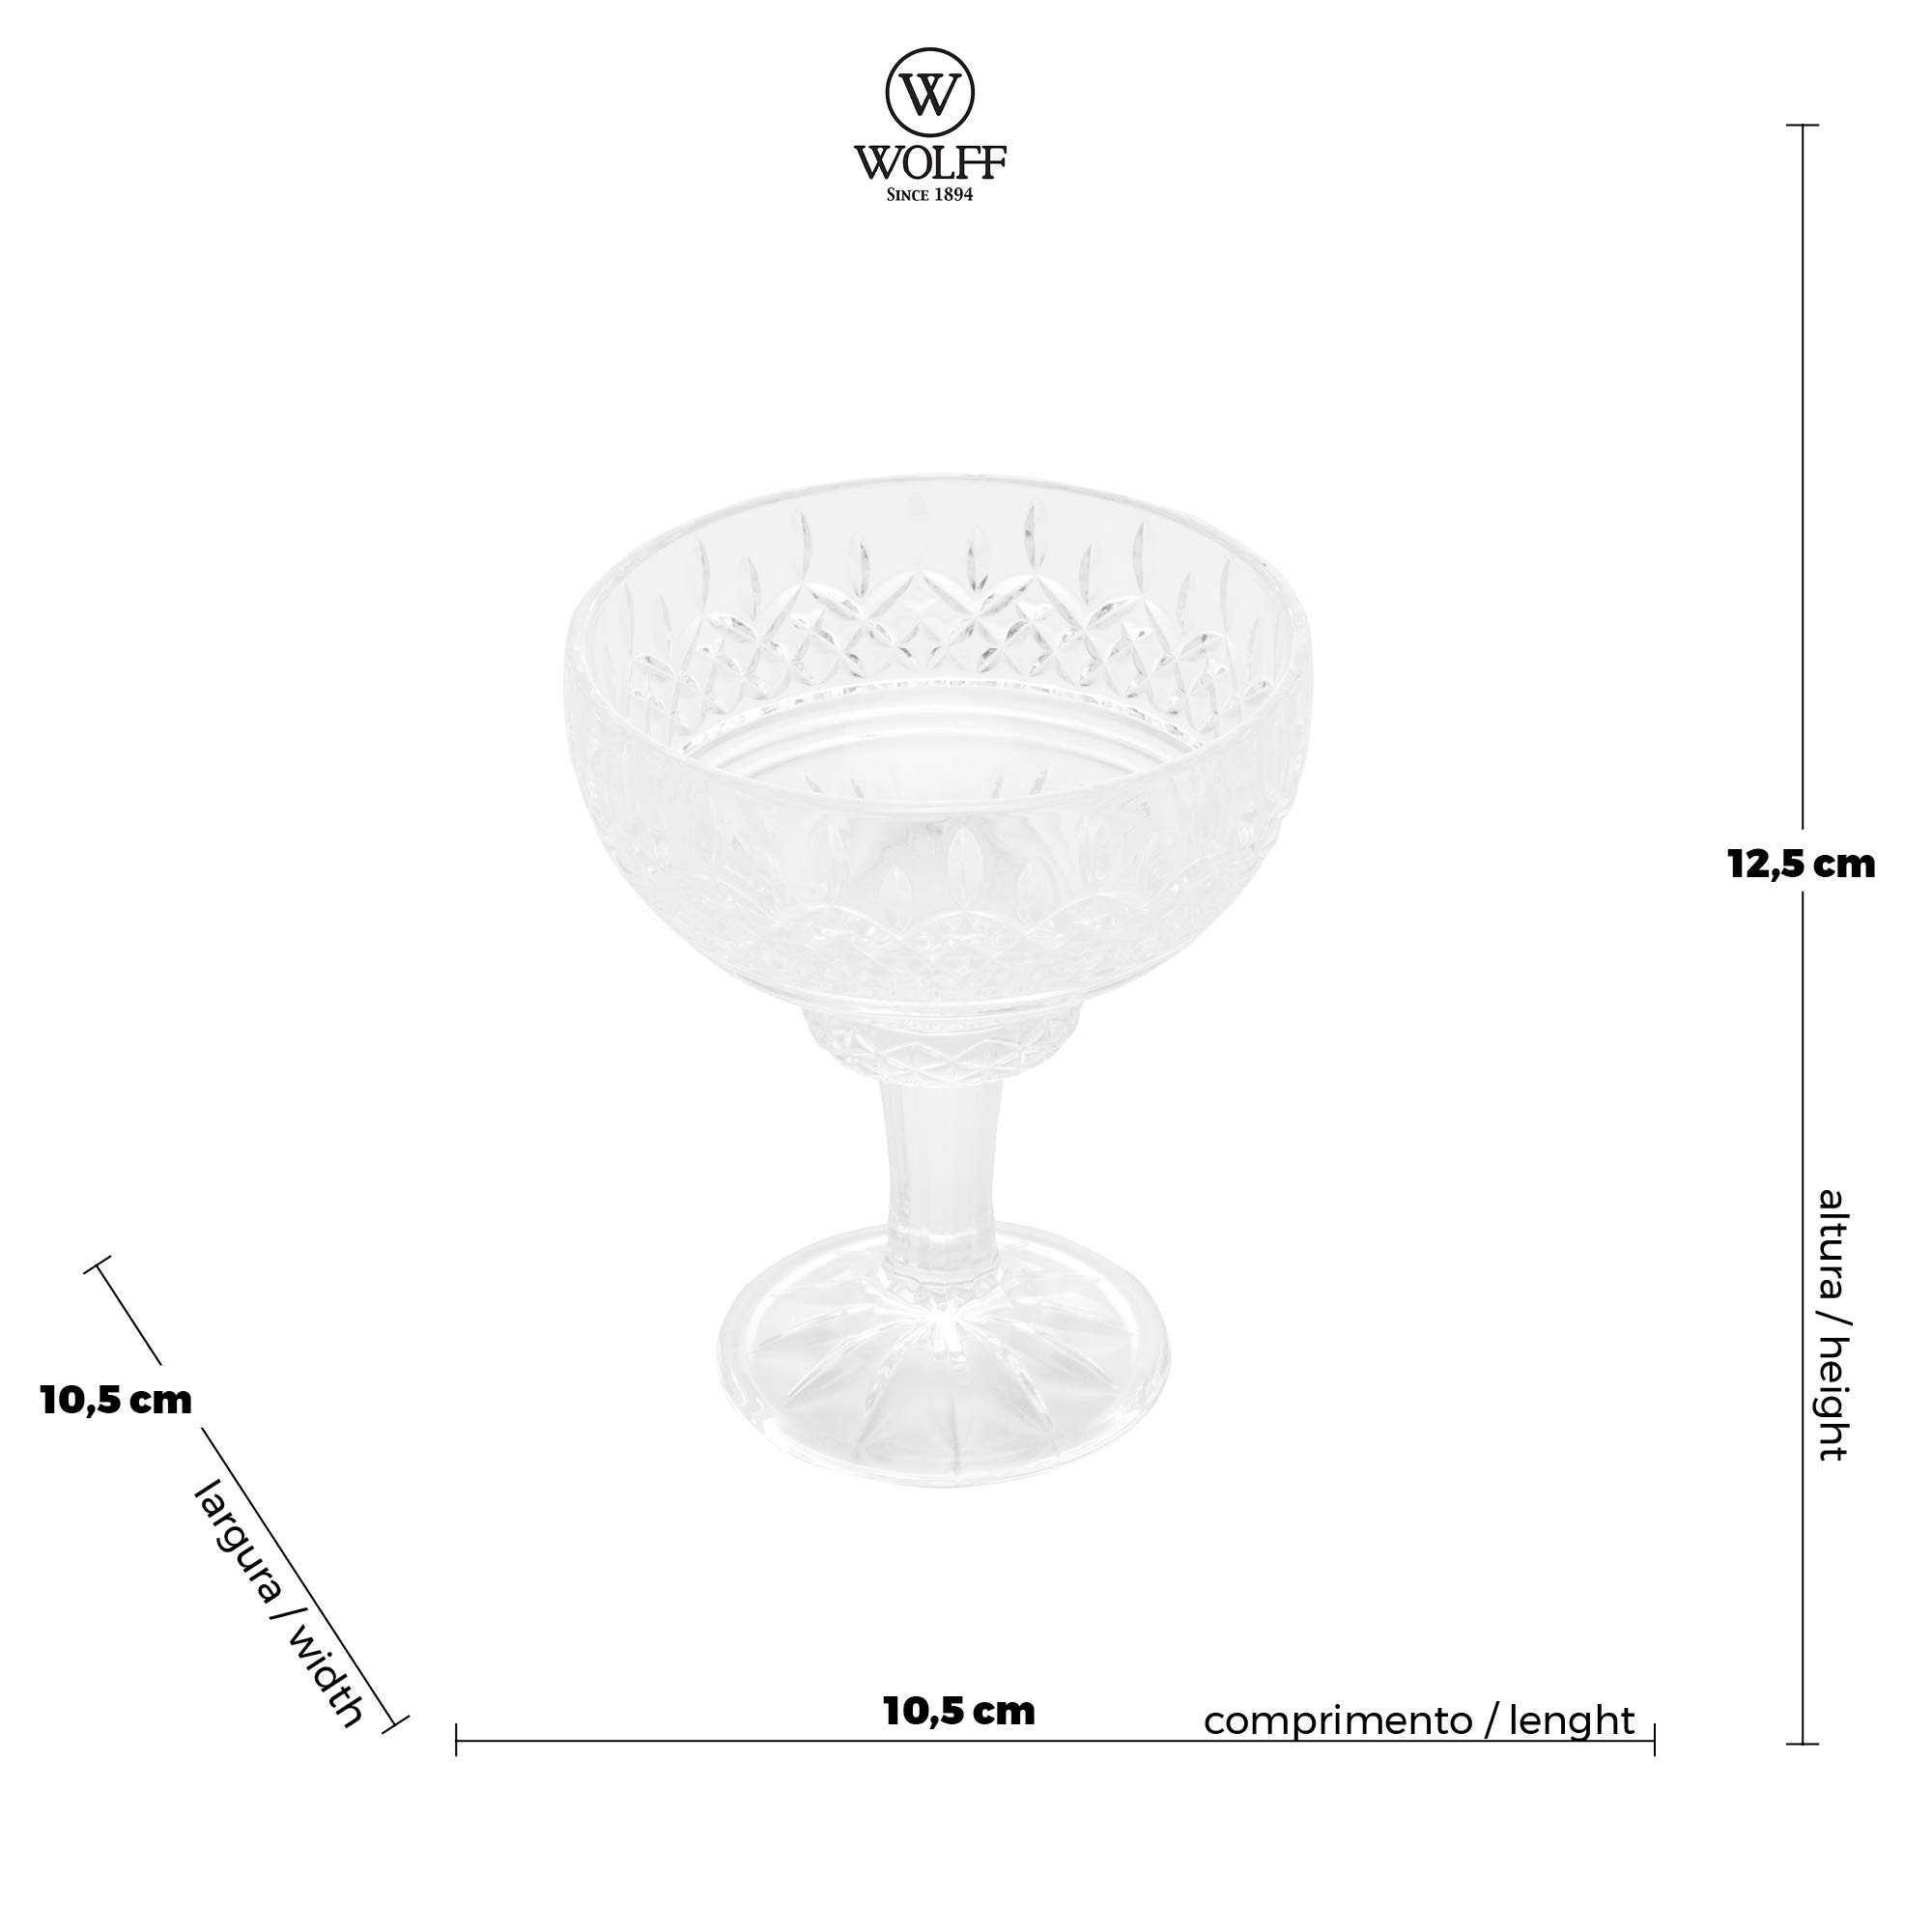 W
WOLFF
SINCE 1894
12,5 cm
altura / height
10,5 cm
largura / width
10,5 cm
comprimento / lenght